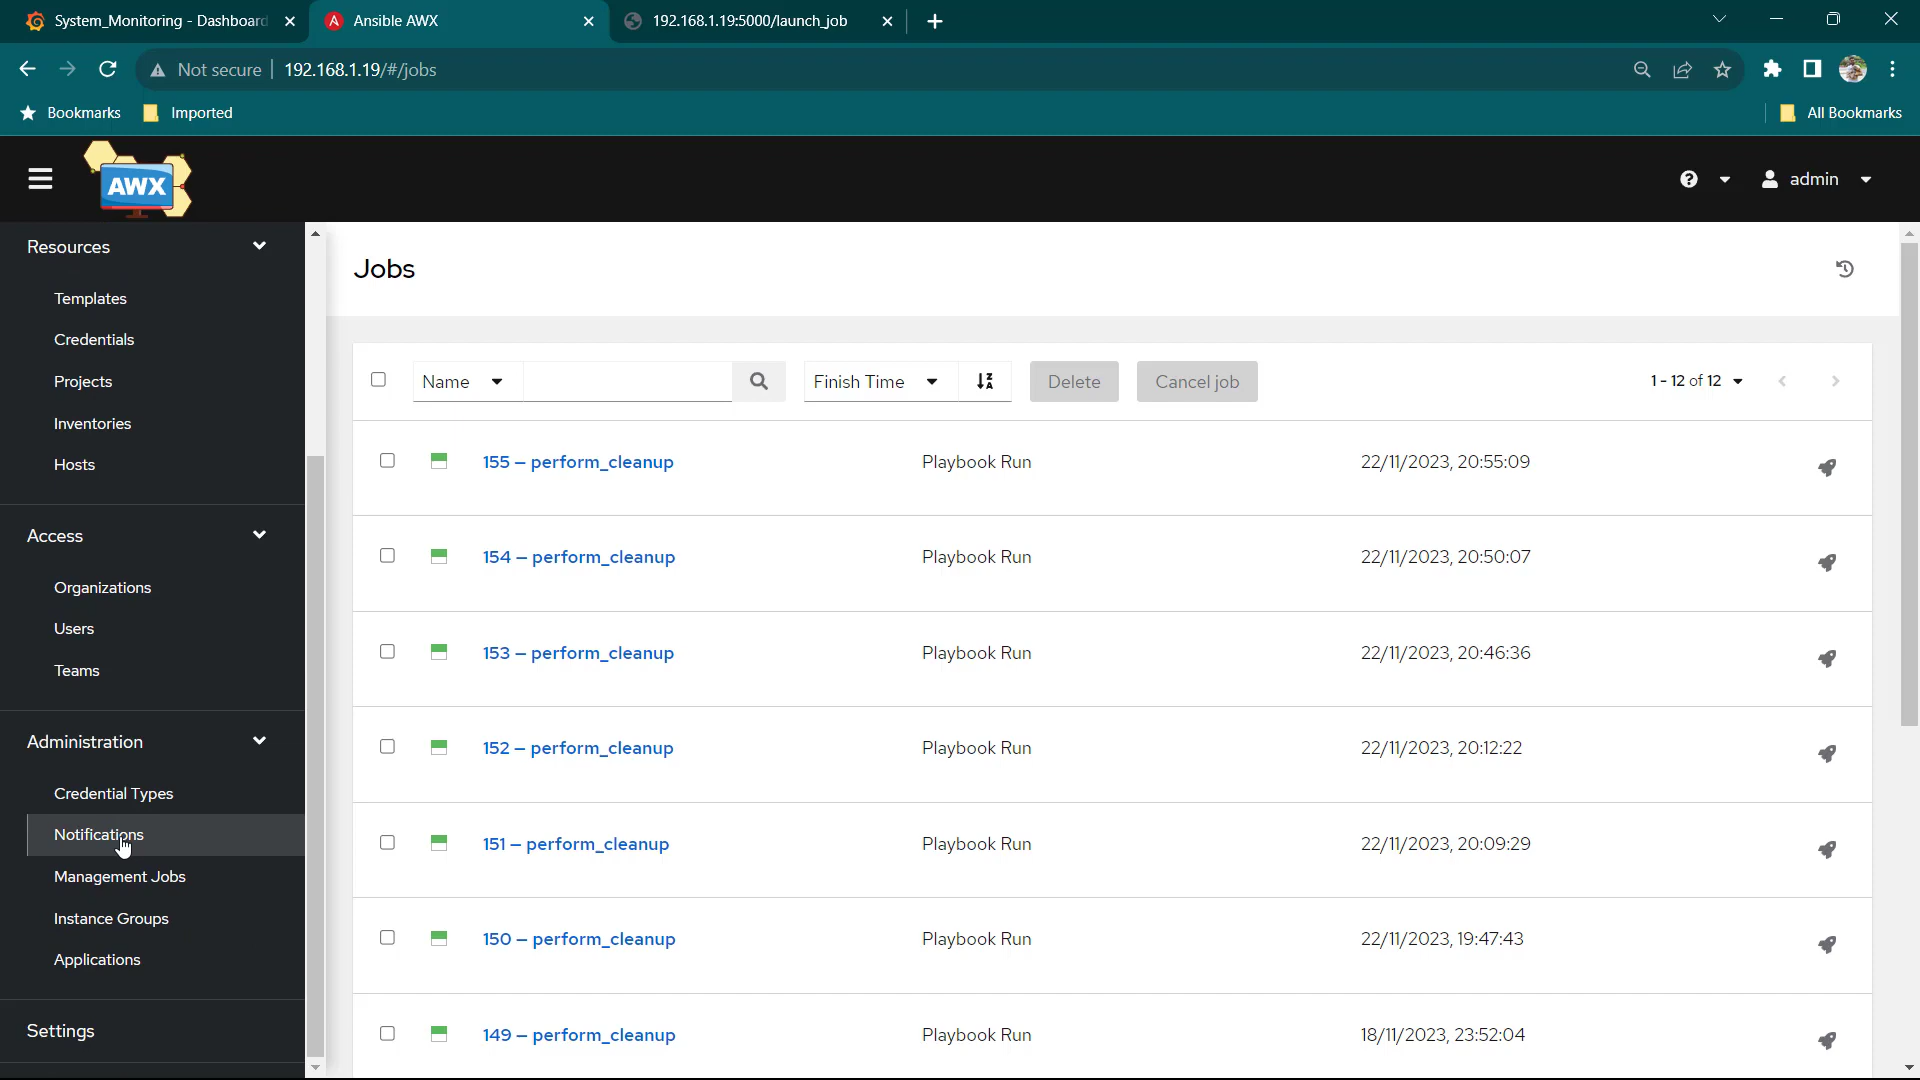 System_Monitoring - Dashboard
Ansible AWX
192.168.1.19:5000/launch_job
Not secure
192.168.1.19/#/jobs
Bookmarks
Imported
All Bookmarks
AWX
admin
Resources
Templates
Credentials
Projects
Inventories
Hosts
Access
Organizations
Users
Teams
Administration
Credential Types
Notifications
Management Jobs
Instance Groups
Applications
Settings
Jobs
Name
Finish Time
Delete
Cancel job
1 - 12 of 12
155 – perform_cleanup Playbook Run 22/11/2023, 20:55:09
154 – perform_cleanup Playbook Run 22/11/2023, 20:50:07
153 – perform_cleanup Playbook Run 22/11/2023, 20:46:36
152 – perform_cleanup Playbook Run 22/11/2023, 20:12:22
151 – perform_cleanup Playbook Run 22/11/2023, 20:09:29
150 – perform_cleanup Playbook Run 22/11/2023, 19:47:43
149 – perform_cleanup Playbook Run 18/11/2023, 23:52:04